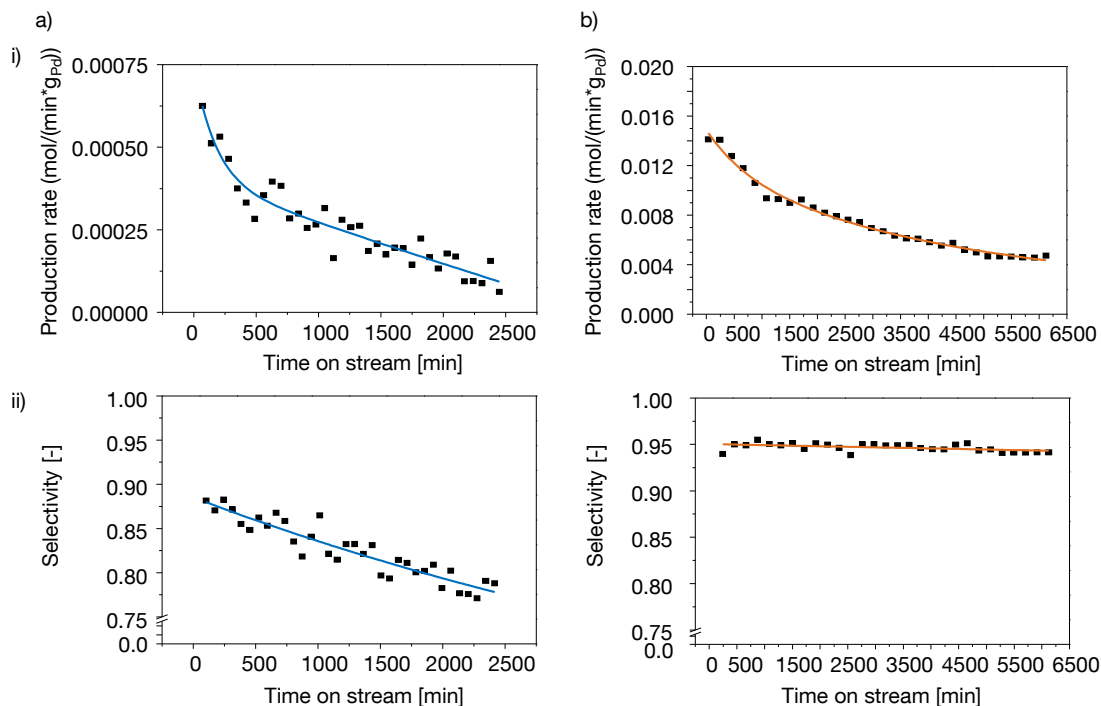 a)
b)
i)
Production rate (mol/(min*gPd))
0.00075
0.00050
0.00025
0.00000
0 500 1000 1500 2000 2500
Time on stream [min]
Production rate (mol/(min*gPd))
0.020
0.016
0.012
0.008
0.004
0.000
0 500 1500 2500 3500 4500 5500 6500
Time on stream [min]
ii)
Selectivity [-]
1.00
0.95
0.90
0.85
0.80
0.75
0.0
0 500 1000 1500 2000 2500
Time on stream [min]
Selectivity [-]
1.00
0.95
0.90
0.85
0.80
0.75
0.0
0 500 1500 2500 3500 4500 5500 6500
Time on stream [min]